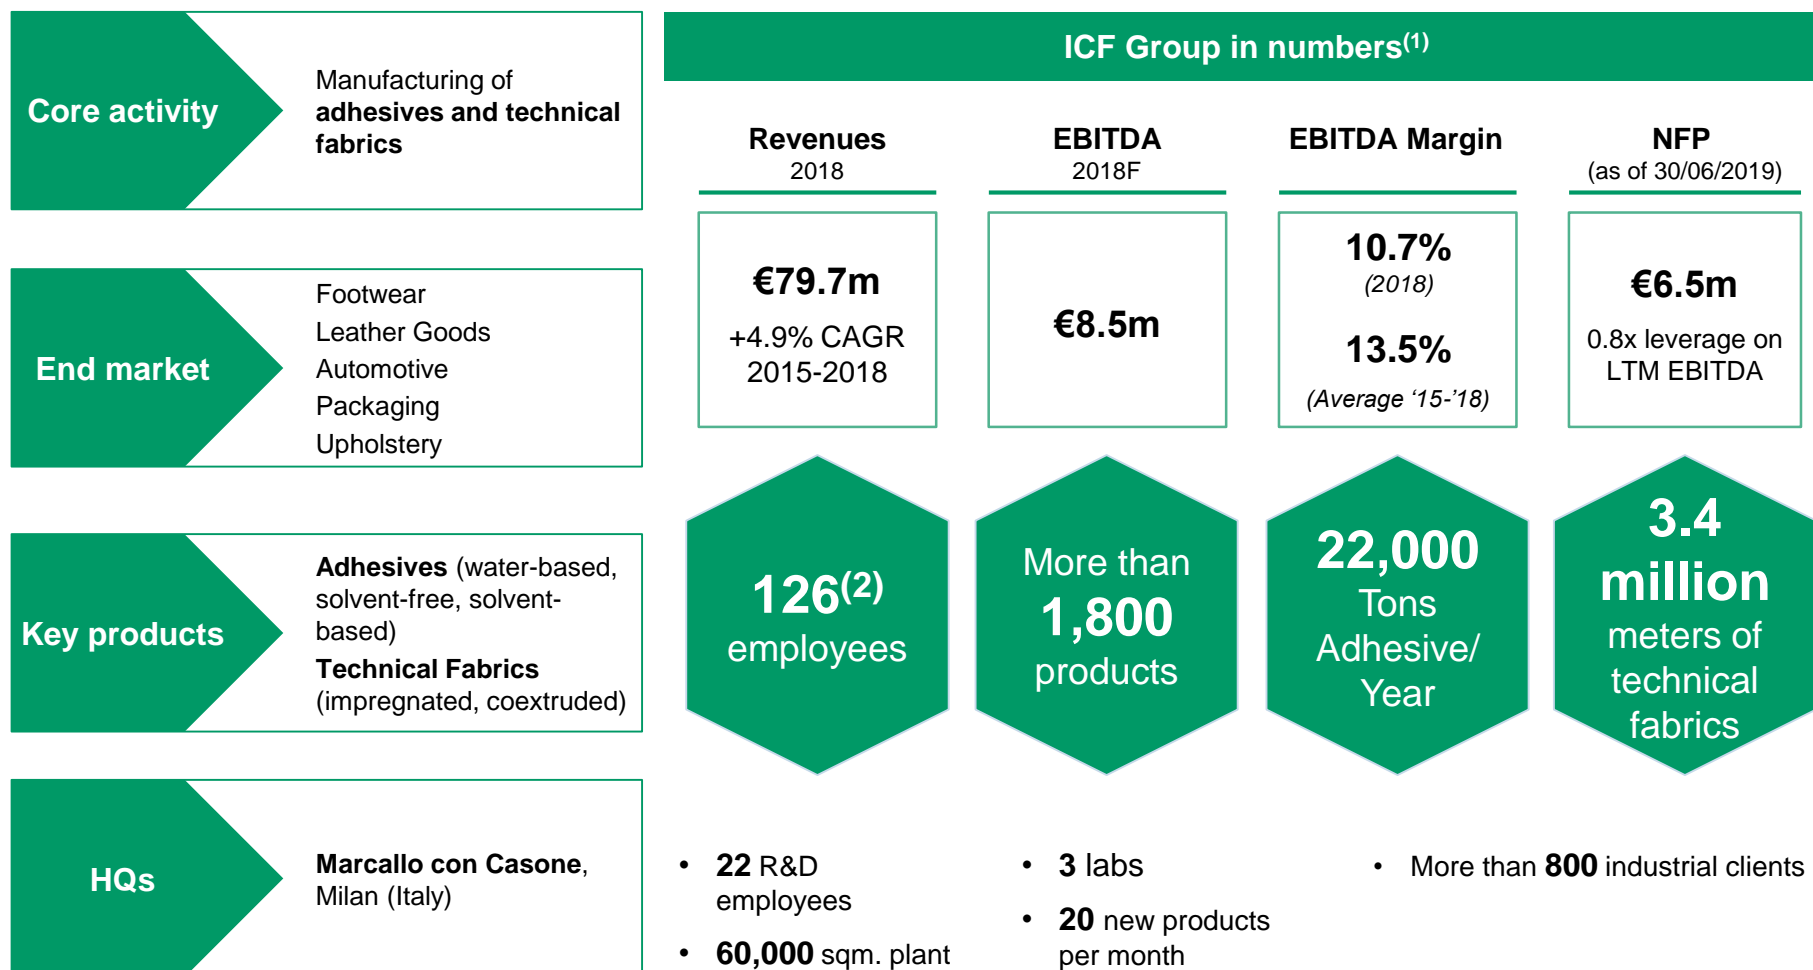 Core activity
Manufacturing of
adhesives and technical
fabrics
End market
Footwear
Leather Goods
Automotive
Packaging
Upholstery
Key products
Adhesives (water-based,
solvent-free, solvent-
based)
Technical Fabrics
(impregnated, coextruded)
HQs
Marcallo con Casone,
Milan (Italy)
ICF Group in numbers(1)
Revenues
2018
€79.7m
+4.9% CAGR
2015-2018
EBITDA
2018F
€8.5m
EBITDA Margin
10.7%
(2018)
13.5%
(Average ‘15-’18)
NFP
(as of 30/06/2019)
€6.5m
0.8x leverage on
LTM EBITDA
126(2)
employees
More than
1,800
products
22,000
Tons
Adhesive/
Year
3.4
million
meters of
technical
fabrics
• 22 R&D
employees
• 60,000 sqm. plant
• 3 labs
• 20 new products
per month
• More than 800 industrial clients